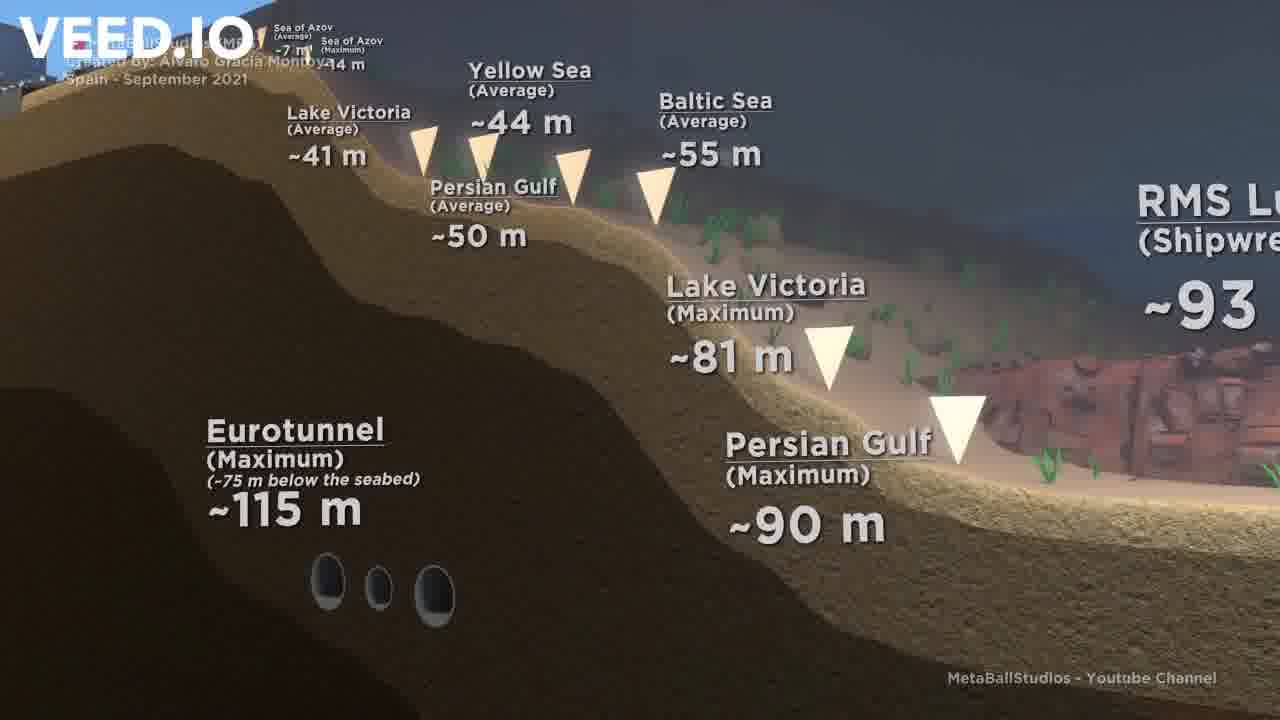 VEED.IO
MetaBallStudios (MBS)
Created by: Alvaro Gracia Montoya
Spain - September 2021
Sea of Azov
(Average)
~7 m
Sea of Azov
(Maximum)
~14 m
Lake Victoria
(Average)
~41 m
Yellow Sea
(Average)
~44 m
Persian Gulf
(Average)
~50 m
Baltic Sea
(Average)
~55 m
Lake Victoria
(Maximum)
~81 m
Persian Gulf
(Maximum)
~90 m
RMS
~93
Eurotunnel
(Maximum)
(~75 m below the seabed)
~115 m
MetaBallStudios - Youtube Channel